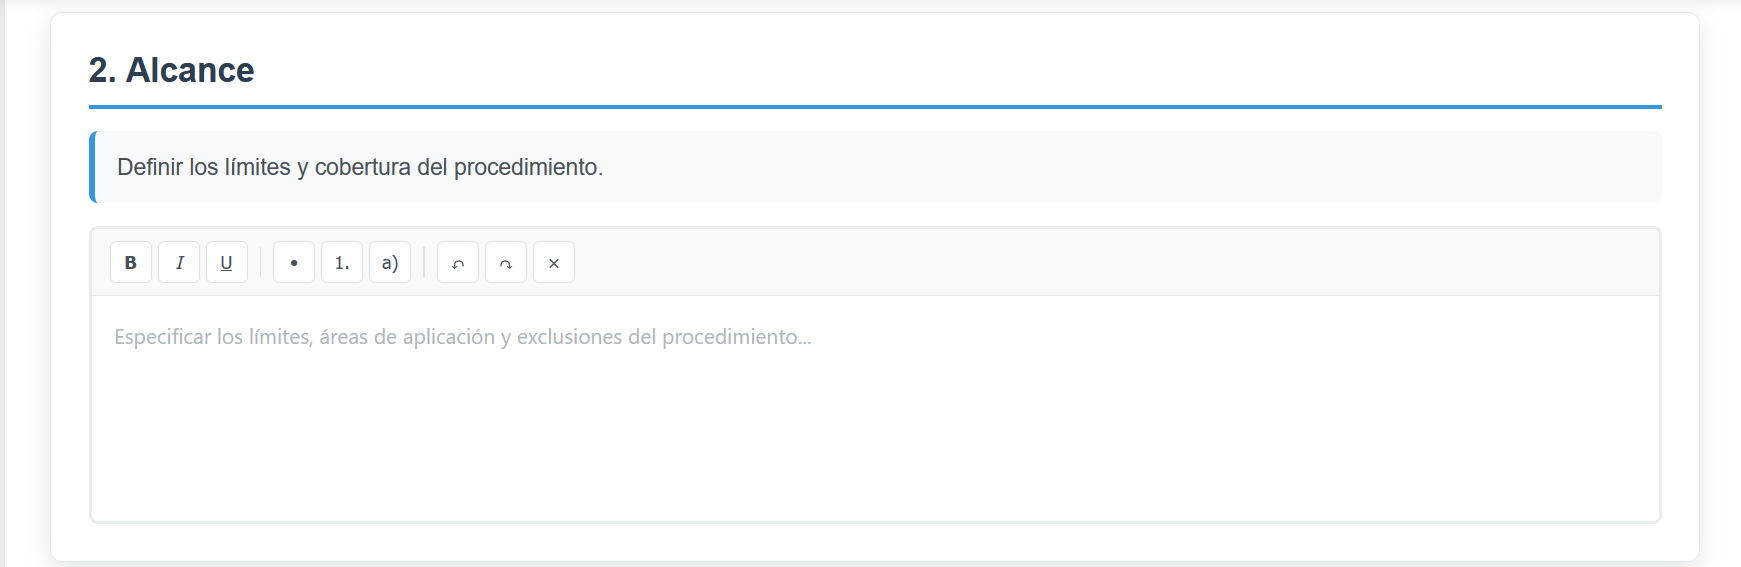 2. Alcance
Definir los límites y cobertura del procedimiento.
B I U • 1. a) ↶ ↷ ×
Especificar los límites, áreas de aplicación y exclusiones del procedimiento...